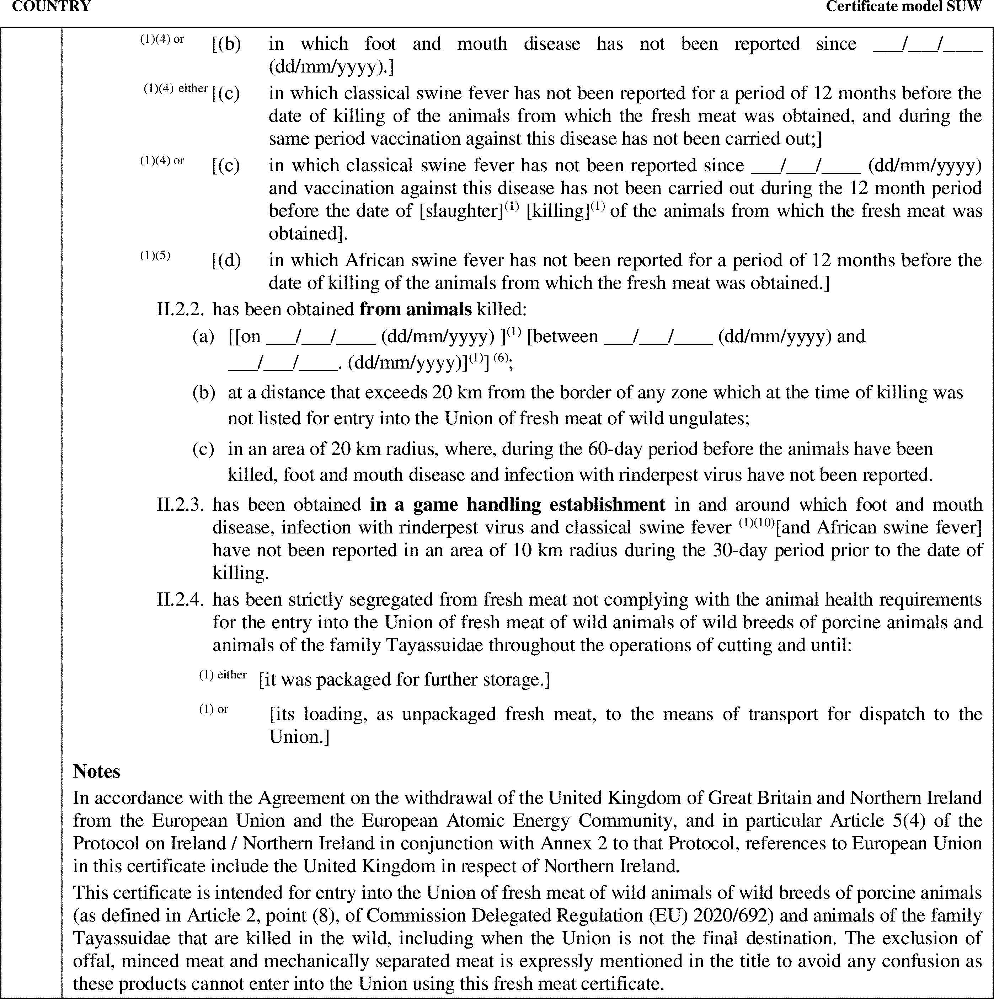 COUNTRY Certificate model SUW
(1)(4) or [(b) in which foot and mouth disease has not been reported since ___/___/____
(dd/mm/yyyy).]
(1)(4) either [(c) in which classical swine fever has not been reported for a period of 12 months before the
date of killing of the animals from which the fresh meat was obtained, and during the
same period vaccination against this disease has not been carried out;]
(1)(4) or [(c) in which classical swine fever has not been reported since ___/___/____ (dd/mm/yyyy)
and vaccination against this disease has not been carried out during the 12 month period
before the date of [slaughter](1) [killing](1) of the animals from which the fresh meat was
obtained].
(1)(5) [(d) in which African swine fever has not been reported for a period of 12 months before the
date of killing of the animals from which the fresh meat was obtained.]
II.2.2. has been obtained from animals killed:
(a) [[on ___/___/____ (dd/mm/yyyy) ](1) [between ___/___/____ (dd/mm/yyyy) and
___/___/____. (dd/mm/yyyy)](1)] (6);
(b) at a distance that exceeds 20 km from the border of any zone which at the time of killing was
not listed for entry into the Union of fresh meat of wild ungulates;
(c) in an area of 20 km radius, where, during the 60-day period before the animals have been
killed, foot and mouth disease and infection with rinderpest virus have not been reported.
II.2.3. has been obtained in a game handling establishment in and around which foot and mouth
disease, infection with rinderpest virus and classical swine fever (1)(10)[and African swine fever]
have not been reported in an area of 10 km radius during the 30-day period prior to the date of
killing.
II.2.4. has been strictly segregated from fresh meat not complying with the animal health requirements
for the entry into the Union of fresh meat of wild animals of wild breeds of porcine animals and
animals of the family Tayassuidae throughout the operations of cutting and until:
(1) either [it was packaged for further storage.]
(1) or [its loading, as unpackaged fresh meat, to the means of transport for dispatch to the
Union.]
Notes
In accordance with the Agreement on the withdrawal of the United Kingdom of Great Britain and Northern Ireland
from the European Union and the European Atomic Energy Community, and in particular Article 5(4) of the
Protocol on Ireland / Northern Ireland in conjunction with Annex 2 to that Protocol, references to European Union
in this certificate include the United Kingdom in respect of Northern Ireland.
This certificate is intended for entry into the Union of fresh meat of wild animals of wild breeds of porcine animals
(as defined in Article 2, point (8), of Commission Delegated Regulation (EU) 2020/692) and animals of the family
Tayassuidae that are killed in the wild, including when the Union is not the final destination. The exclusion of
offal, minced meat and mechanically separated meat is expressly mentioned in the title to avoid any confusion as
these products cannot enter into the Union using this fresh meat certificate.